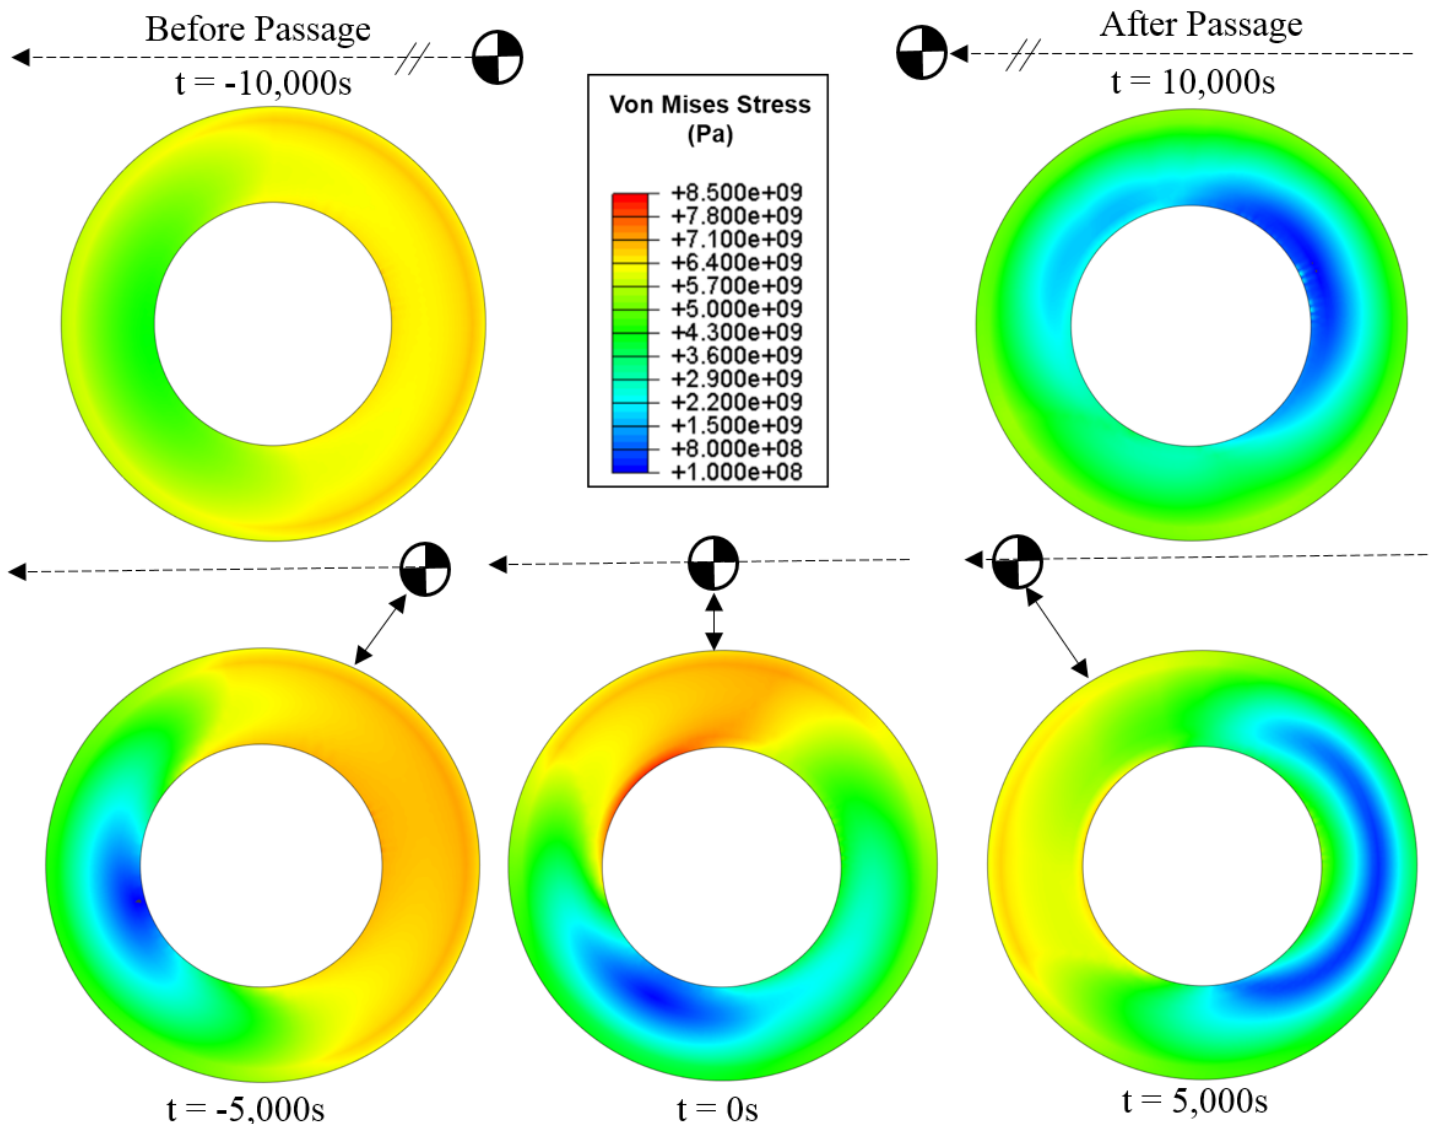 Before Passage
t = -10,000s
After Passage
t = 10,000s
Von Mises Stress
(Pa)
+8.500e+09
+7.800e+09
+7.100e+09
+6.400e+09
+5.700e+09
+5.000e+09
+4.300e+09
+3.600e+09
+2.900e+09
+2.200e+09
+1.500e+09
+8.000e+08
+1.000e+08
t = -5,000s
t = 0s
t = 5,000s